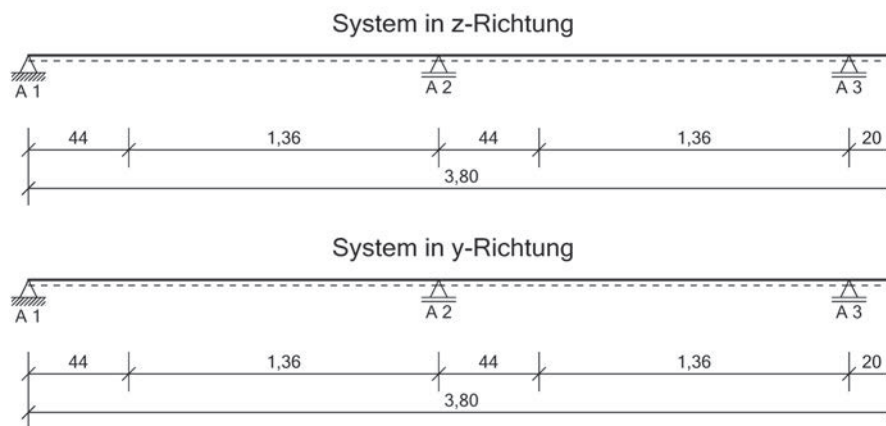 System in z-Richtung
A 1 A 2 A 3
44 1,36 44 1,36 20
3,80
System in y-Richtung
A 1 A 2 A 3
44 1,36 44 1,36 20
3,80